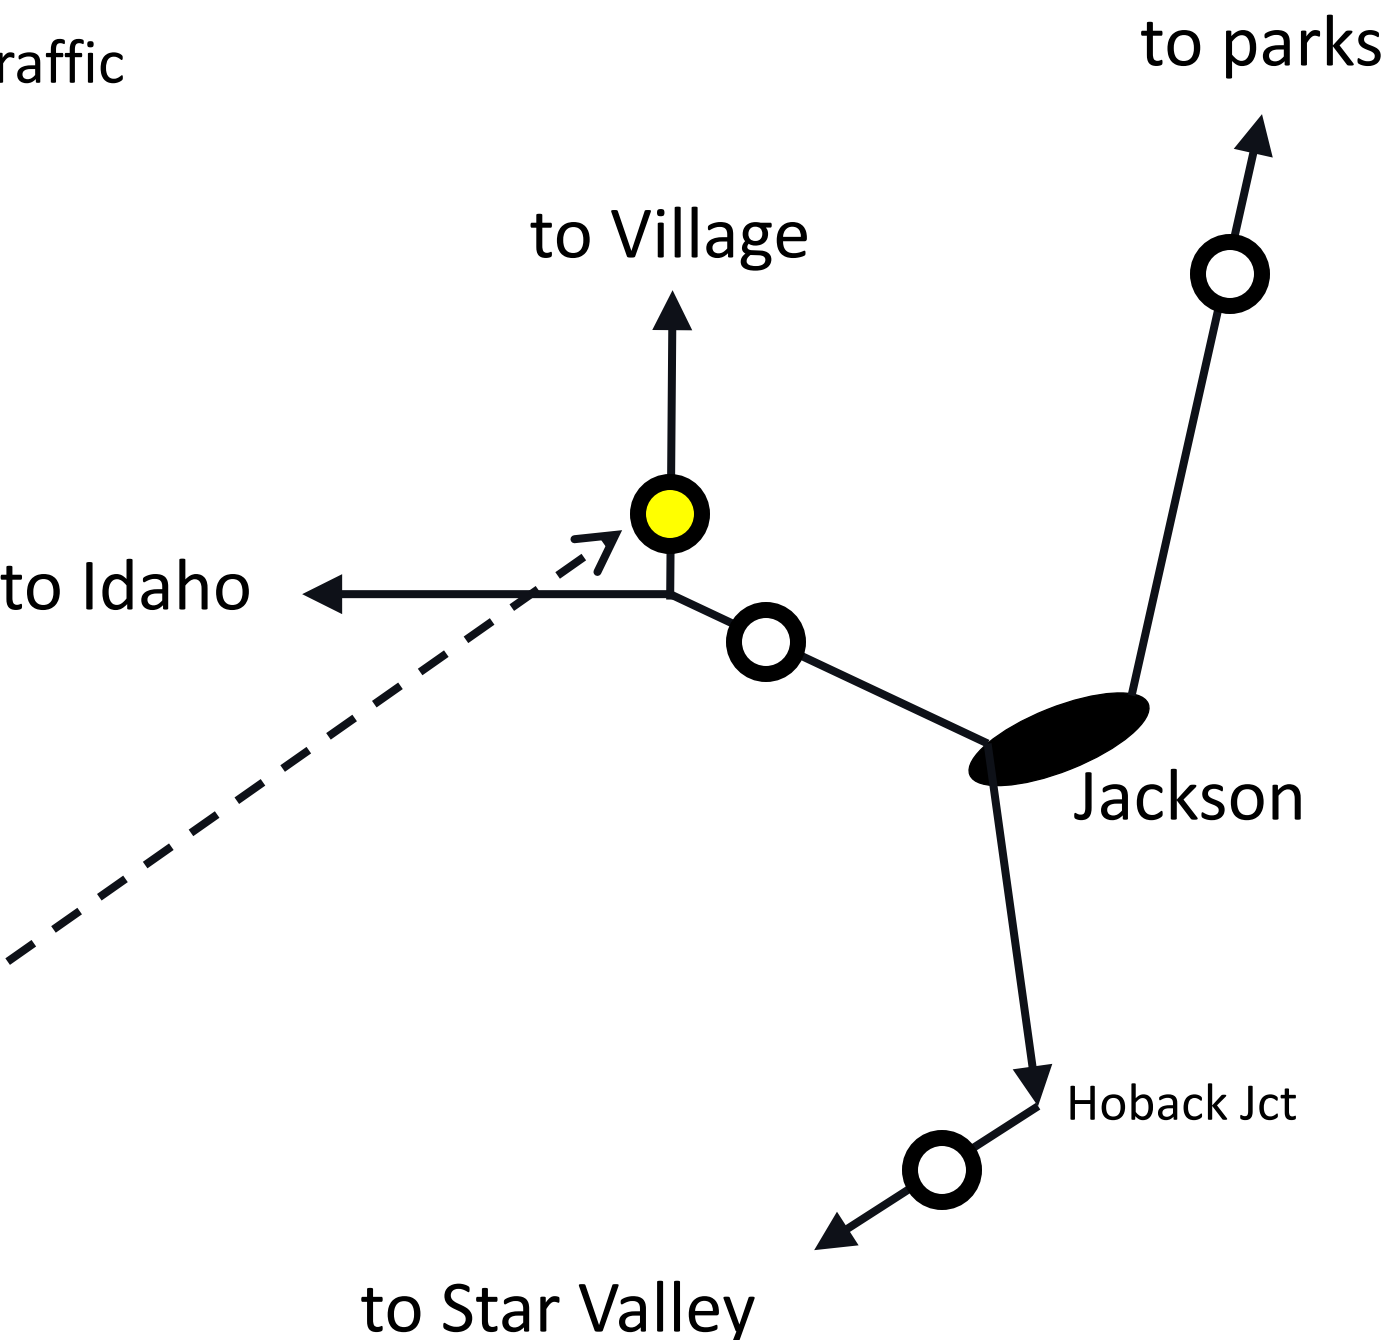 to parks
raffic
to Village
to Idaho
Jackson
Hoback Jct
to Star Valley